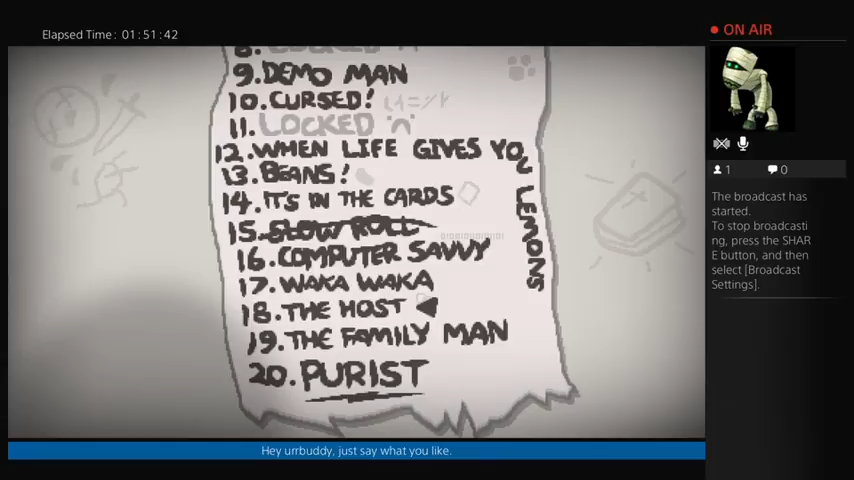 Elapsed Time: 01:51:42
ON AIR
9. DEMO MAN
10. CURSED!
11. LOCKED
12. WHEN LIFE GIVES YOU LEMONS
13. BEANS!
14. IT'S IN THE CARDS
15. SLOW ROLL
16. COMPUTER SAVVY
17. WAKA WAKA
18. THE HOST
19. THE FAMILY MAN
20. PURIST
1
0
The broadcast has
started.
To stop broadcasti
ng, press the SHAR
E button, and then
select [Broadcast
Settings].
Hey urrbuddy, just say what you like.